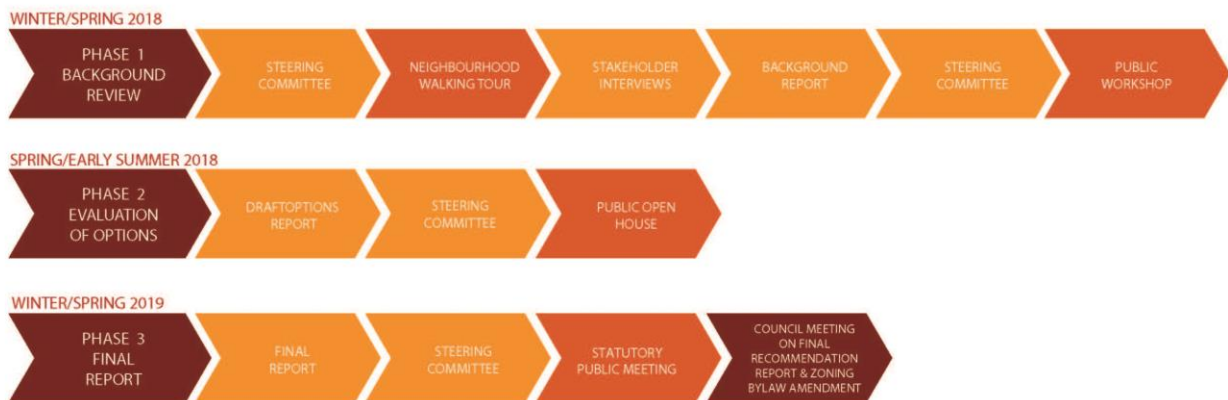 WINTER/SPRING 2018
PHASE 1
BACKGROUND
REVIEW
STEERING
COMMITTEE
NEIGHBOURHOOD
WALKING TOUR
STAKEHOLDER
INTERVIEWS
BACKGROUND
REPORT
STEERING
COMMITTEE
PUBLIC
WORKSHOP
SPRING/EARLY SUMMER 2018
PHASE 2
EVALUATION
OF OPTIONS
DRAFTOPTIONS
REPORT
STEERING
COMMITTEE
PUBLIC OPEN
HOUSE
WINTER/SPRING 2019
PHASE 3
FINAL
REPORT
FINAL
REPORT
STEERING
COMMITTEE
STATUTORY
PUBLIC MEETING
COUNCIL MEETING
ON FINAL
RECOMMENDATION
REPORT & ZONING
BYLAW AMENDMENT